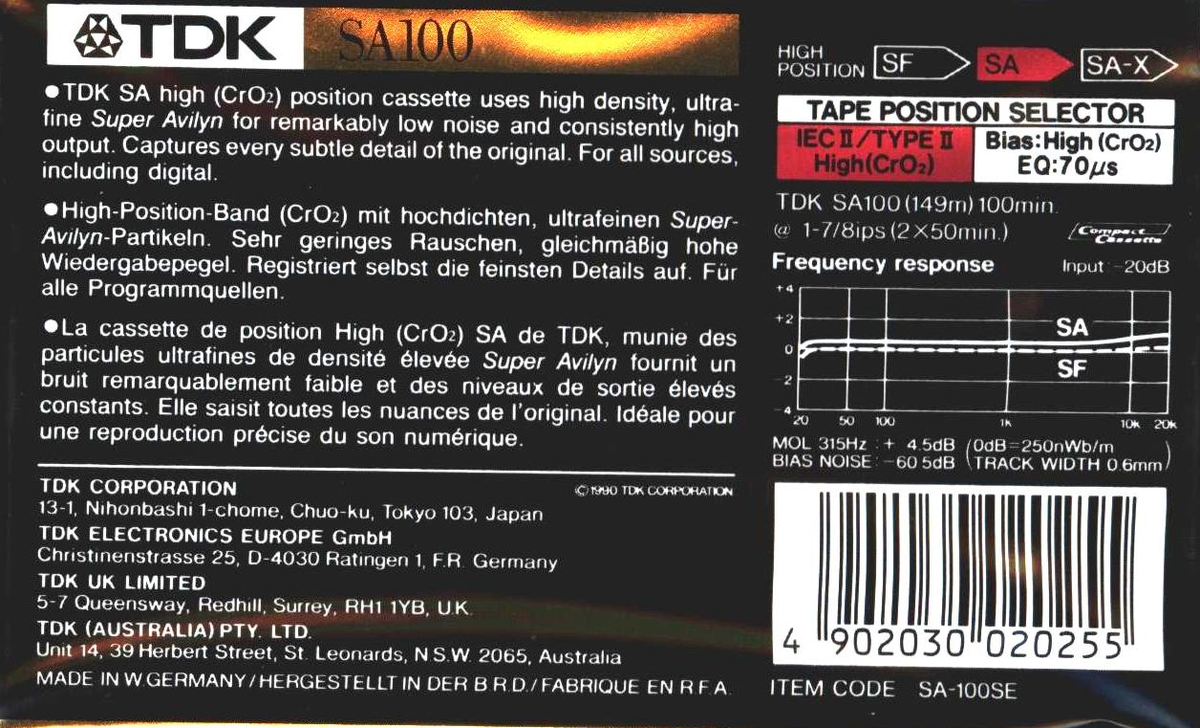 TDK SA100
●TDK SA high (CrO₂) position cassette uses high density, ultra-
fine Super Avilyn for remarkably low noise and consistently high
output. Captures every subtle detail of the original. For all sources,
including digital.
●High-Position-Band (CrO₂) mit hochdichten, ultrafeinen Super-
Avilyn-Partikeln. Sehr geringes Rauschen, gleichmäßig hohe
Wiedergabepegel. Registriert selbst die feinsten Details auf. Für
alle Programmquellen.
●La cassette de position High (CrO₂) SA de TDK, munie des
particules ultrafines de densité élevée Super Avilyn fournit un
bruit remarquablement faible et des niveaux de sortie élevés
constants. Elle saisit toutes les nuances de l'original. Idéale pour
une reproduction précise du son numérique.
TDK CORPORATION
©1990 TDK CORPORATION
13-1, Nihonbashi 1-chome, Chuo-ku, Tokyo 103, Japan
TDK ELECTRONICS EUROPE GmbH
Christinenstrasse 25, D-4030 Ratingen 1, F.R. Germany
TDK UK LIMITED
5-7 Queensway, Redhill, Surrey, RH1 1YB, U.K.
TDK (AUSTRALIA) PTY. LTD.
Unit 14, 39 Herbert Street, St. Leonards, N.S.W. 2065, Australia
MADE IN W.GERMANY/HERGESTELLT IN DER B.R.D./FABRIQUE EN R.F.A.
HIGH
POSITION SF SA SA-X
TAPE POSITION SELECTOR
IECⅡ/TYPEⅡ
High(CrO₂)
Bias:High (CrO₂)
EQ:70μs
TDK SA100(149m)100min.
@ 1-7/8ips(2×50min.)
Compact
Cassette
Frequency response Input:-20dB
+4
+2
0
-2
-4
SA
SF
20 50 100 1K 10K 20K
MOL 315Hz :+ 4.5dB (0dB=250nWb/m
BIAS NOISE:-60.5dB TRACK WIDTH 0.6mm)
4 902030 020255
ITEM CODE SA-100SE